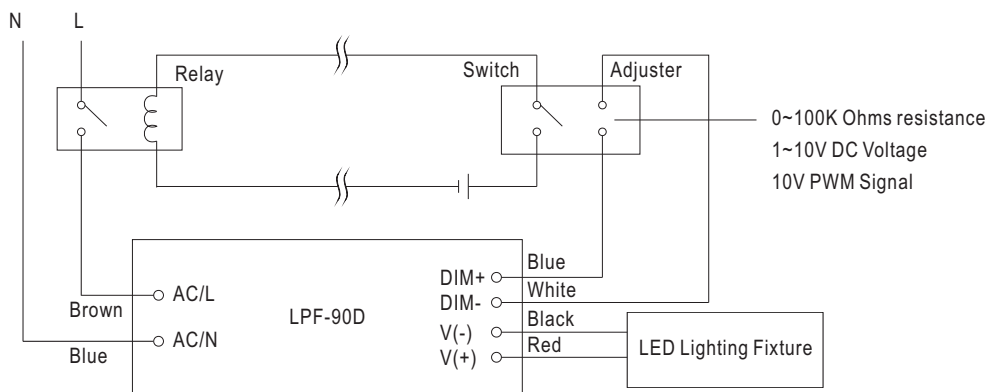 N
L
Relay
Switch
Adjuster
0~100K Ohms resistance
1~10V DC Voltage
10V PWM Signal
Brown
AC/L
Blue
AC/N
LPF-90D
DIM+
Blue
DIM-
White
V(-)
Black
V(+)
Red
LED Lighting Fixture